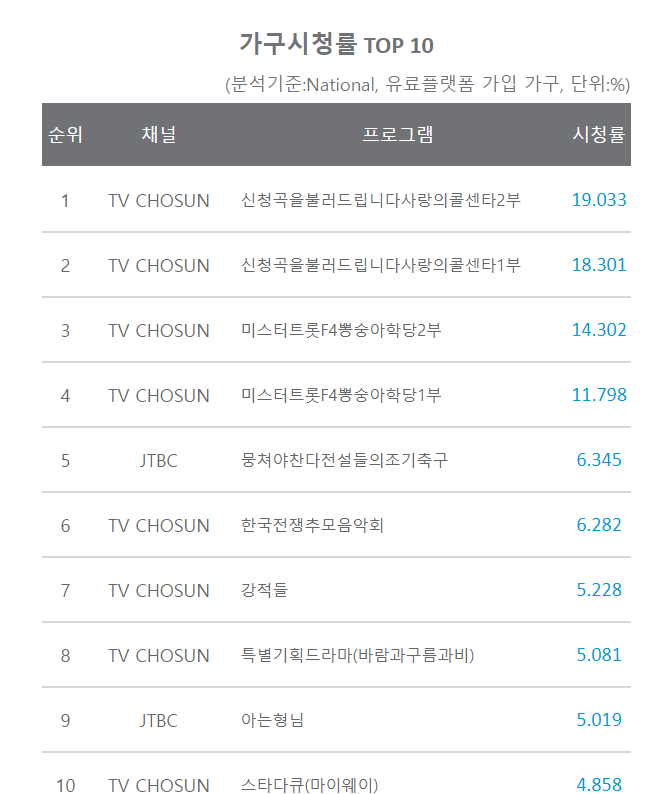 가구시청률 TOP 10
(분석기준:National, 유료플랫폼 가입 가구, 단위:%)
순위 채널 프로그램 시청률
1 TV CHOSUN 신청곡을불러드립니다사랑의콜센타2부 19.033
2 TV CHOSUN 신청곡을불러드립니다사랑의콜센타1부 18.301
3 TV CHOSUN 미스터트롯F4뽕숭아학당2부 14.302
4 TV CHOSUN 미스터트롯F4뽕숭아학당1부 11.798
5 JTBC 뭉쳐야찬다전설들의조기축구 6.345
6 TV CHOSUN 한국전쟁추모음악회 6.282
7 TV CHOSUN 강적들 5.228
8 TV CHOSUN 특별기획드라마(바람과구름과비) 5.081
9 JTBC 아는형님 5.019
10 TV CHOSUN 스타다큐(마이웨이) 4.858